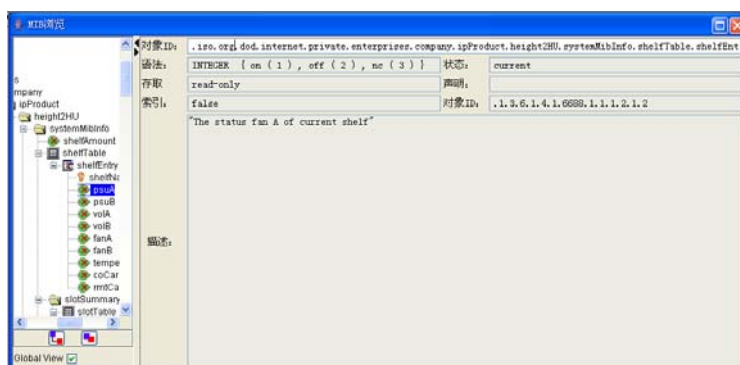 MIB浏览
对象ID: .iso.org.dod.internet.private.enterprises.company.ipProduct.height2HU.systemMibInfo.shelfTable.shelfEnt
语法: INTEGER { on ( 1 ) , off ( 2 ) , nc ( 3 ) } 状态: current
存取 read-only 声明:
索引: false 对象ID: .1.3.6.1.4.1.6688.1.1.1.2.1.2
"The status fan A of current shelf"
描述:
s
mpany
ipProduct
height2HU
systemMibInfo
shelfAmount
shelfTable
shelfEntry
shelfNa
psuA
psuB
volA
volB
fanA
fanB
tempe
coCar
rmtCa
slotSummary
slotTable
Global View